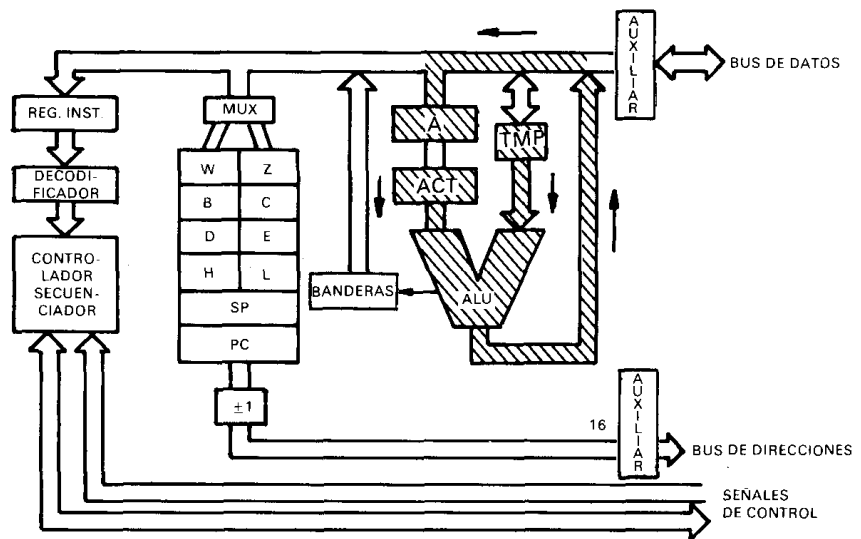 AUXILIAR
BUS DE DATOS
REG. INST.
MUX
A
TMP
DECODI-
FICADOR
W Z
ACT
B C
CONTRO-
LADOR
SECUEN-
CIADOR
D E
H L
BANDERAS
ALU
SP
PC
±1
16
AUXILIAR
BUS DE DIRECCIONES
SEÑALES
DE CONTROL